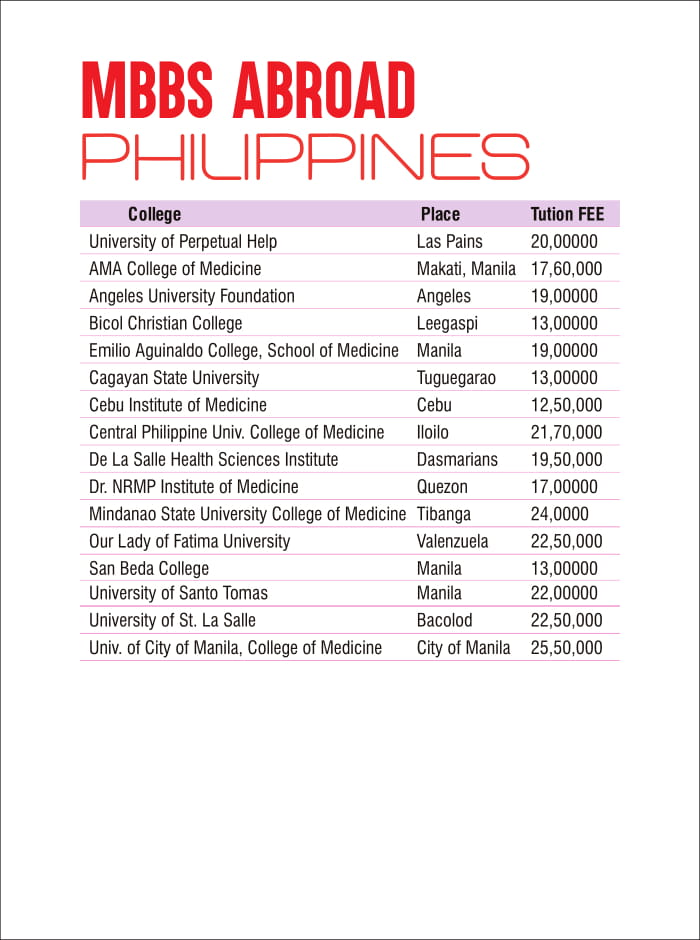 MBBS ABROAD
PHILIPPINES
College Place Tution FEE
University of Perpetual Help Las Pains 20,00000
AMA College of Medicine Makati, Manila 17,60,000
Angeles University Foundation Angeles 19,00000
Bicol Christian College Leegaspi 13,00000
Emilio Aguinaldo College, School of Medicine Manila 19,00000
Cagayan State University Tuguegarao 13,00000
Cebu Institute of Medicine Cebu 12,50,000
Central Philippine Univ. College of Medicine Iloilo 21,70,000
De La Salle Health Sciences Institute Dasmarians 19,50,000
Dr. NRMP Institute of Medicine Quezon 17,00000
Mindanao State University College of Medicine Tibanga 24,0000
Our Lady of Fatima University Valenzuela 22,50,000
San Beda College Manila 13,00000
University of Santo Tomas Manila 22,00000
University of St. La Salle Bacolod 22,50,000
Univ. of City of Manila, College of Medicine City of Manila 25,50,000